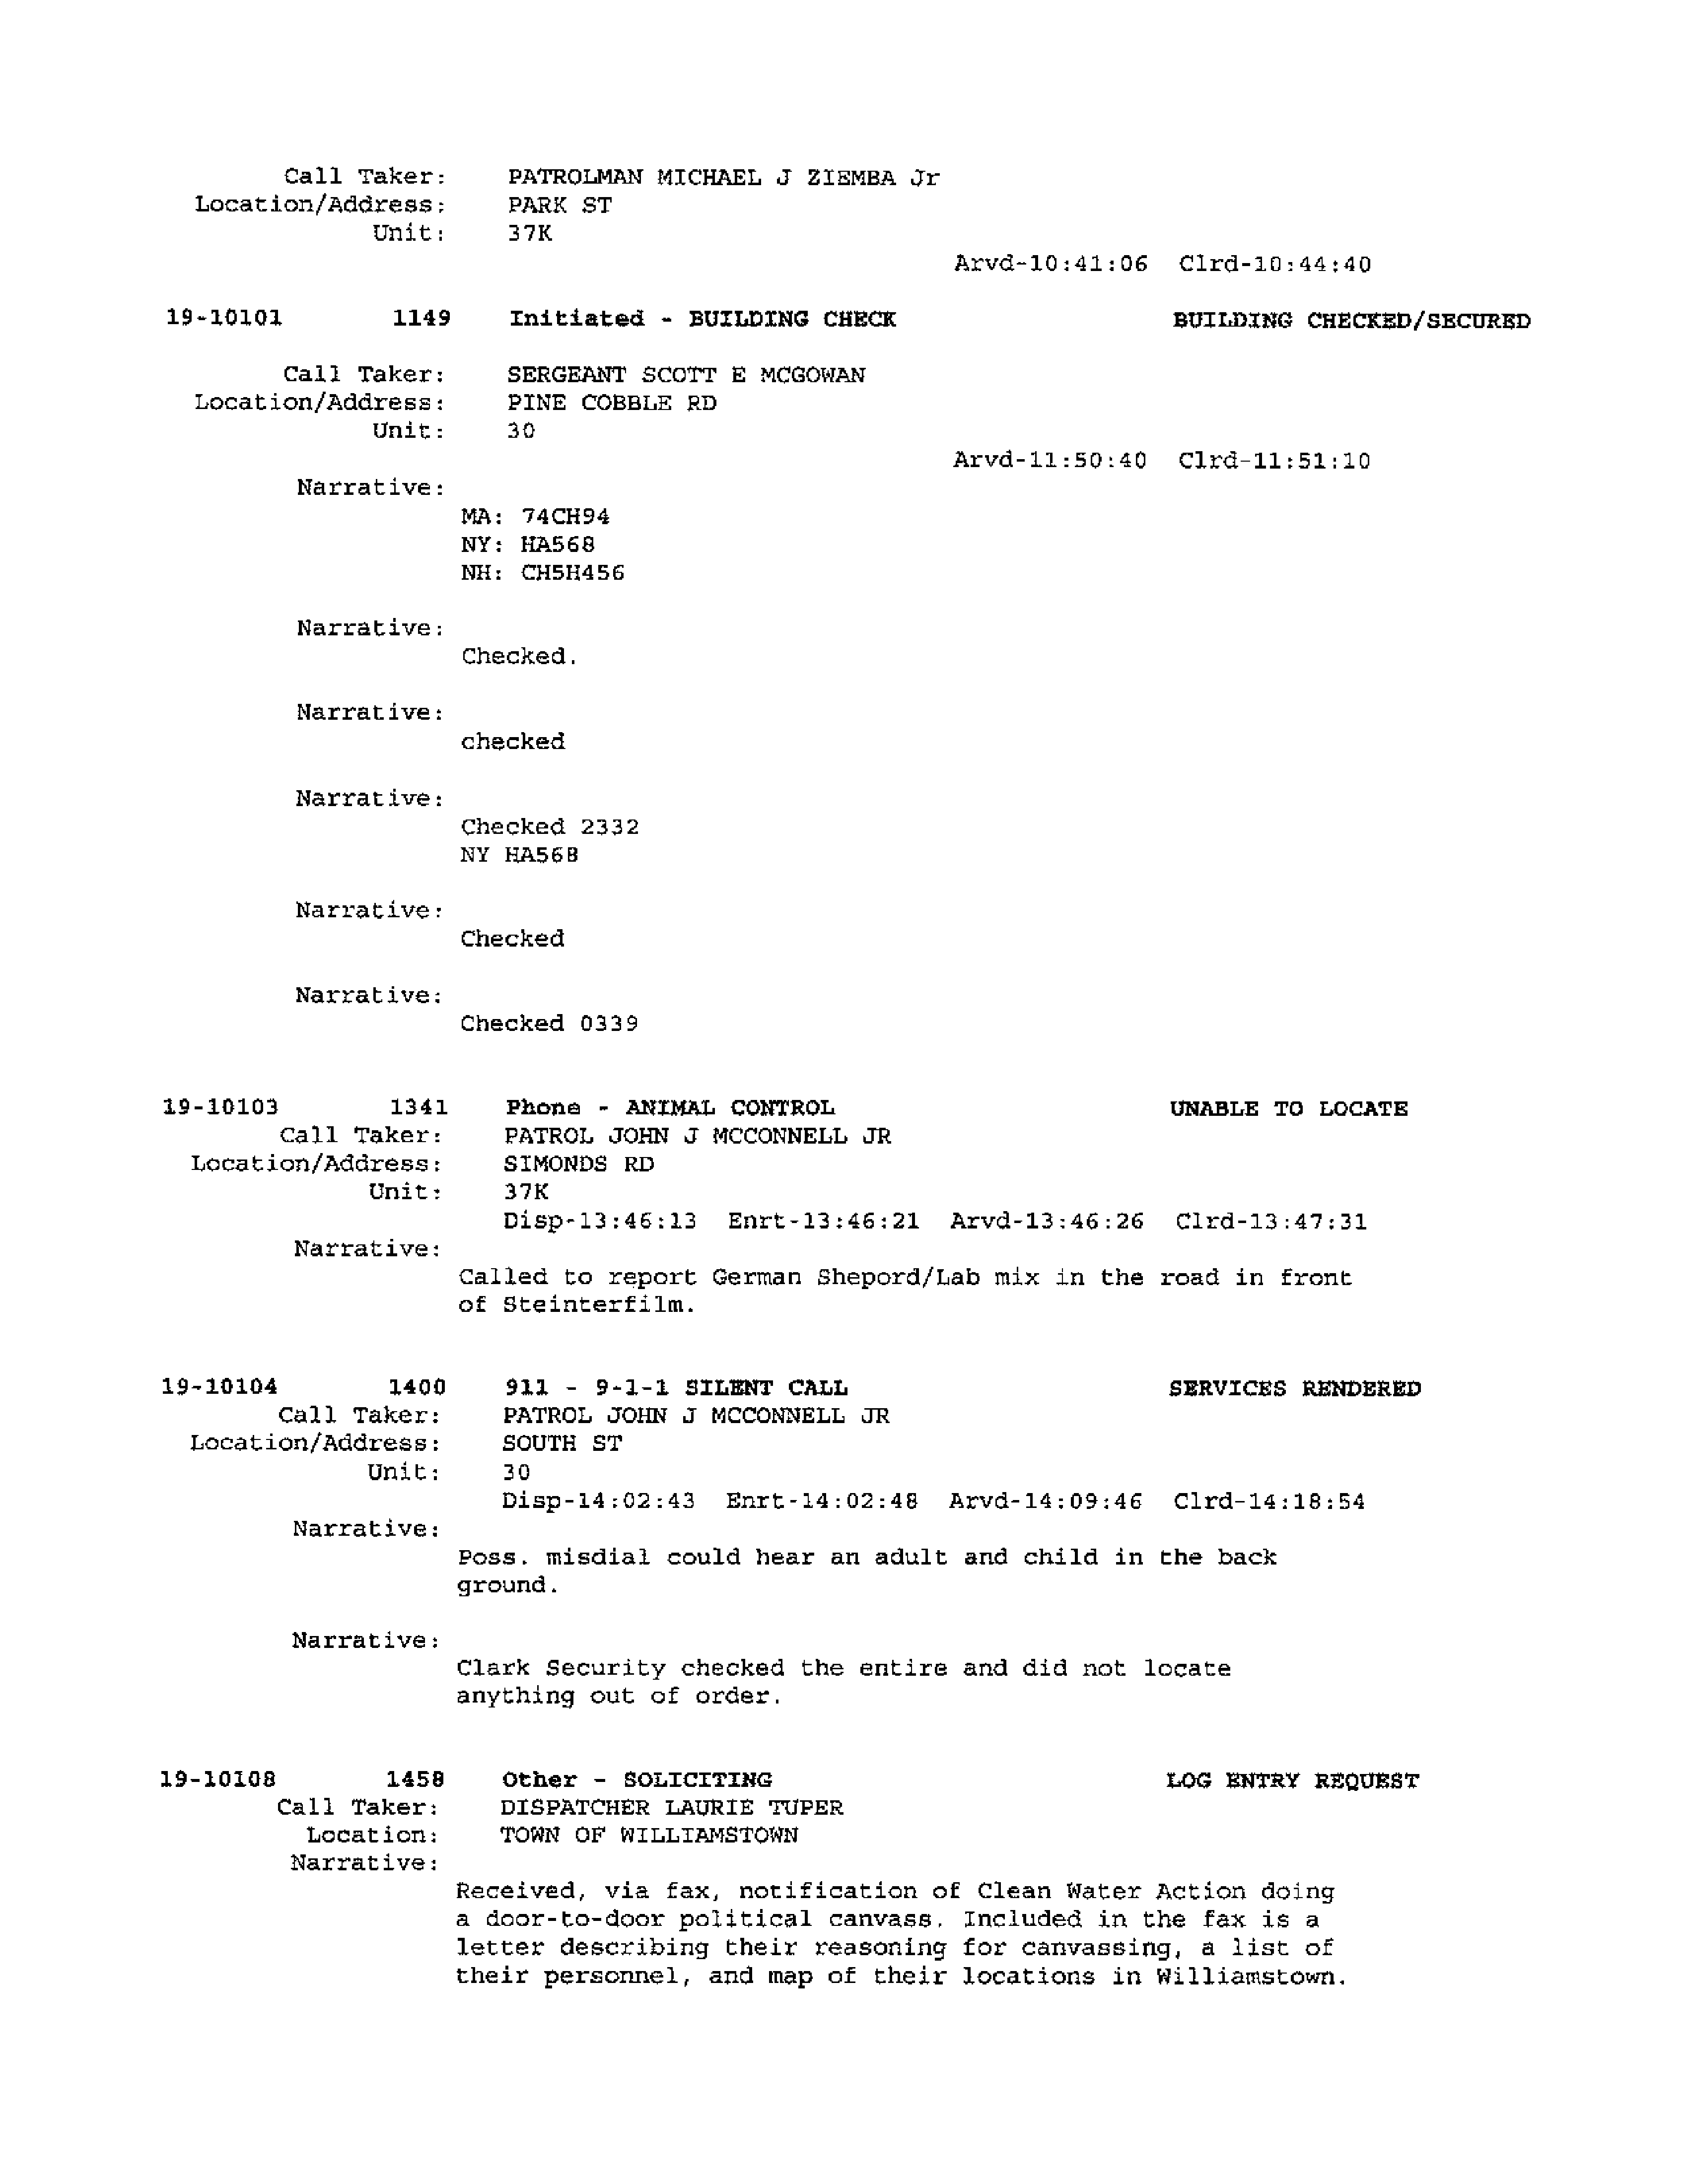 Call Taker: PATROLMAN MICHAEL J ZIEMBA Jr
Location/Address: PARK ST
Unit: 37K
Arvd-10:41:06 Clrd-10:44:40
19-10101 1149 Initiated - BUILDING CHECK BUILDING CHECKED/SECURED
Call Taker: SERGEANT SCOTT E MCGOWAN
Location/Address: PINE COBBLE RD
Unit: 30
Arvd-11:50:40 Clrd-11:51:10
Narrative:
MA: 74CH94
NY: HA568
NH: CH5H456
Narrative:
Checked.
Narrative:
checked
Narrative:
Checked 2332
NY HA568
Narrative:
Checked
Narrative:
Checked 0339
19-10103 1341 Phone - ANIMAL CONTROL UNABLE TO LOCATE
Call Taker: PATROL JOHN J MCCONNELL JR
Location/Address: SIMONDS RD
Unit: 37K
Disp-13:46:13 Enrt-13:46:21 Arvd-13:46:26 Clrd-13:47:31
Narrative:
Called to report German Shepord/Lab mix in the road in front
of Steinterfilm.
19-10104 1400 911 - 9-1-1 SILENT CALL SERVICES RENDERED
Call Taker: PATROL JOHN J MCCONNELL JR
Location/Address: SOUTH ST
Unit: 30
Disp-14:02:43 Enrt-14:02:48 Arvd-14:09:46 Clrd-14:18:54
Narrative:
Poss. misdial could hear an adult and child in the back
ground.
Narrative:
Clark Security checked the entire and did not locate
anything out of order.
19-10108 1458 Other - SOLICITING LOG ENTRY REQUEST
Call Taker: DISPATCHER LAURIE TUPER
Location: TOWN OF WILLIAMSTOWN
Narrative:
Received, via fax, notification of Clean Water Action doing
a door-to-door political canvass. Included in the fax is a
letter describing their reasoning for canvassing, a list of
their personnel, and map of their locations in Williamstown.